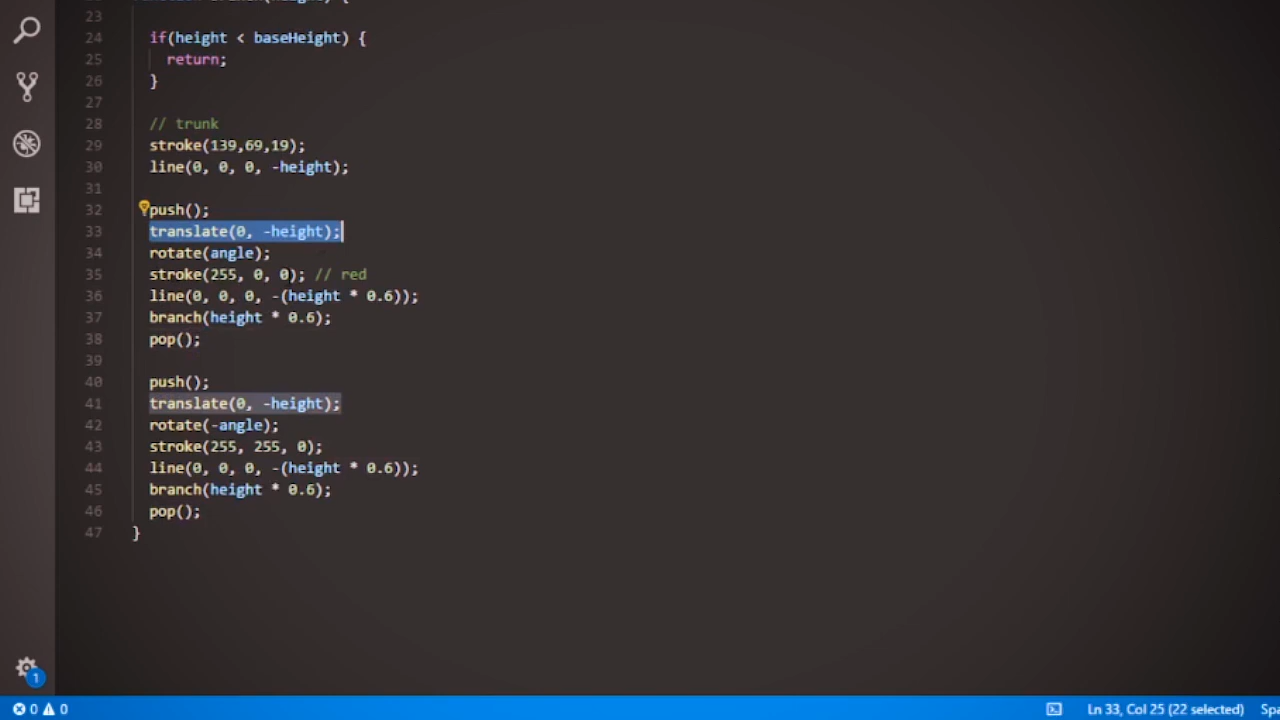 23
24 if(height < baseHeight) {
25 return;
26 }
27
28 // trunk
29 stroke(139,69,19);
30 line(0, 0, 0, -height);
31
32 push();
33 translate(0, -height);
34 rotate(angle);
35 stroke(255, 0, 0); // red
36 line(0, 0, 0, -(height * 0.6));
37 branch(height * 0.6);
38 pop();
39
40 push();
41 translate(0, -height);
42 rotate(-angle);
43 stroke(255, 255, 0);
44 line(0, 0, 0, -(height * 0.6));
45 branch(height * 0.6);
46 pop();
47 }
1
0 0 Ln 33, Col 25 (22 selected) Spa